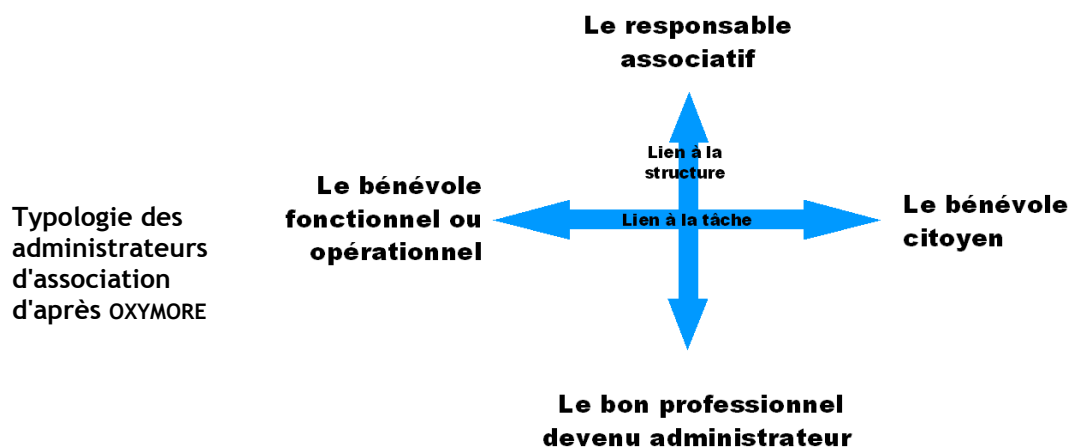 Le responsable
associatif
Lien à la
structure
Le bénévole
fonctionnel ou
opérationnel
Lien à la tâche
Le bénévole
citoyen
Typologie des
administrateurs
d'association
d'après OXYMORE
Le bon professionnel
devenu administrateur